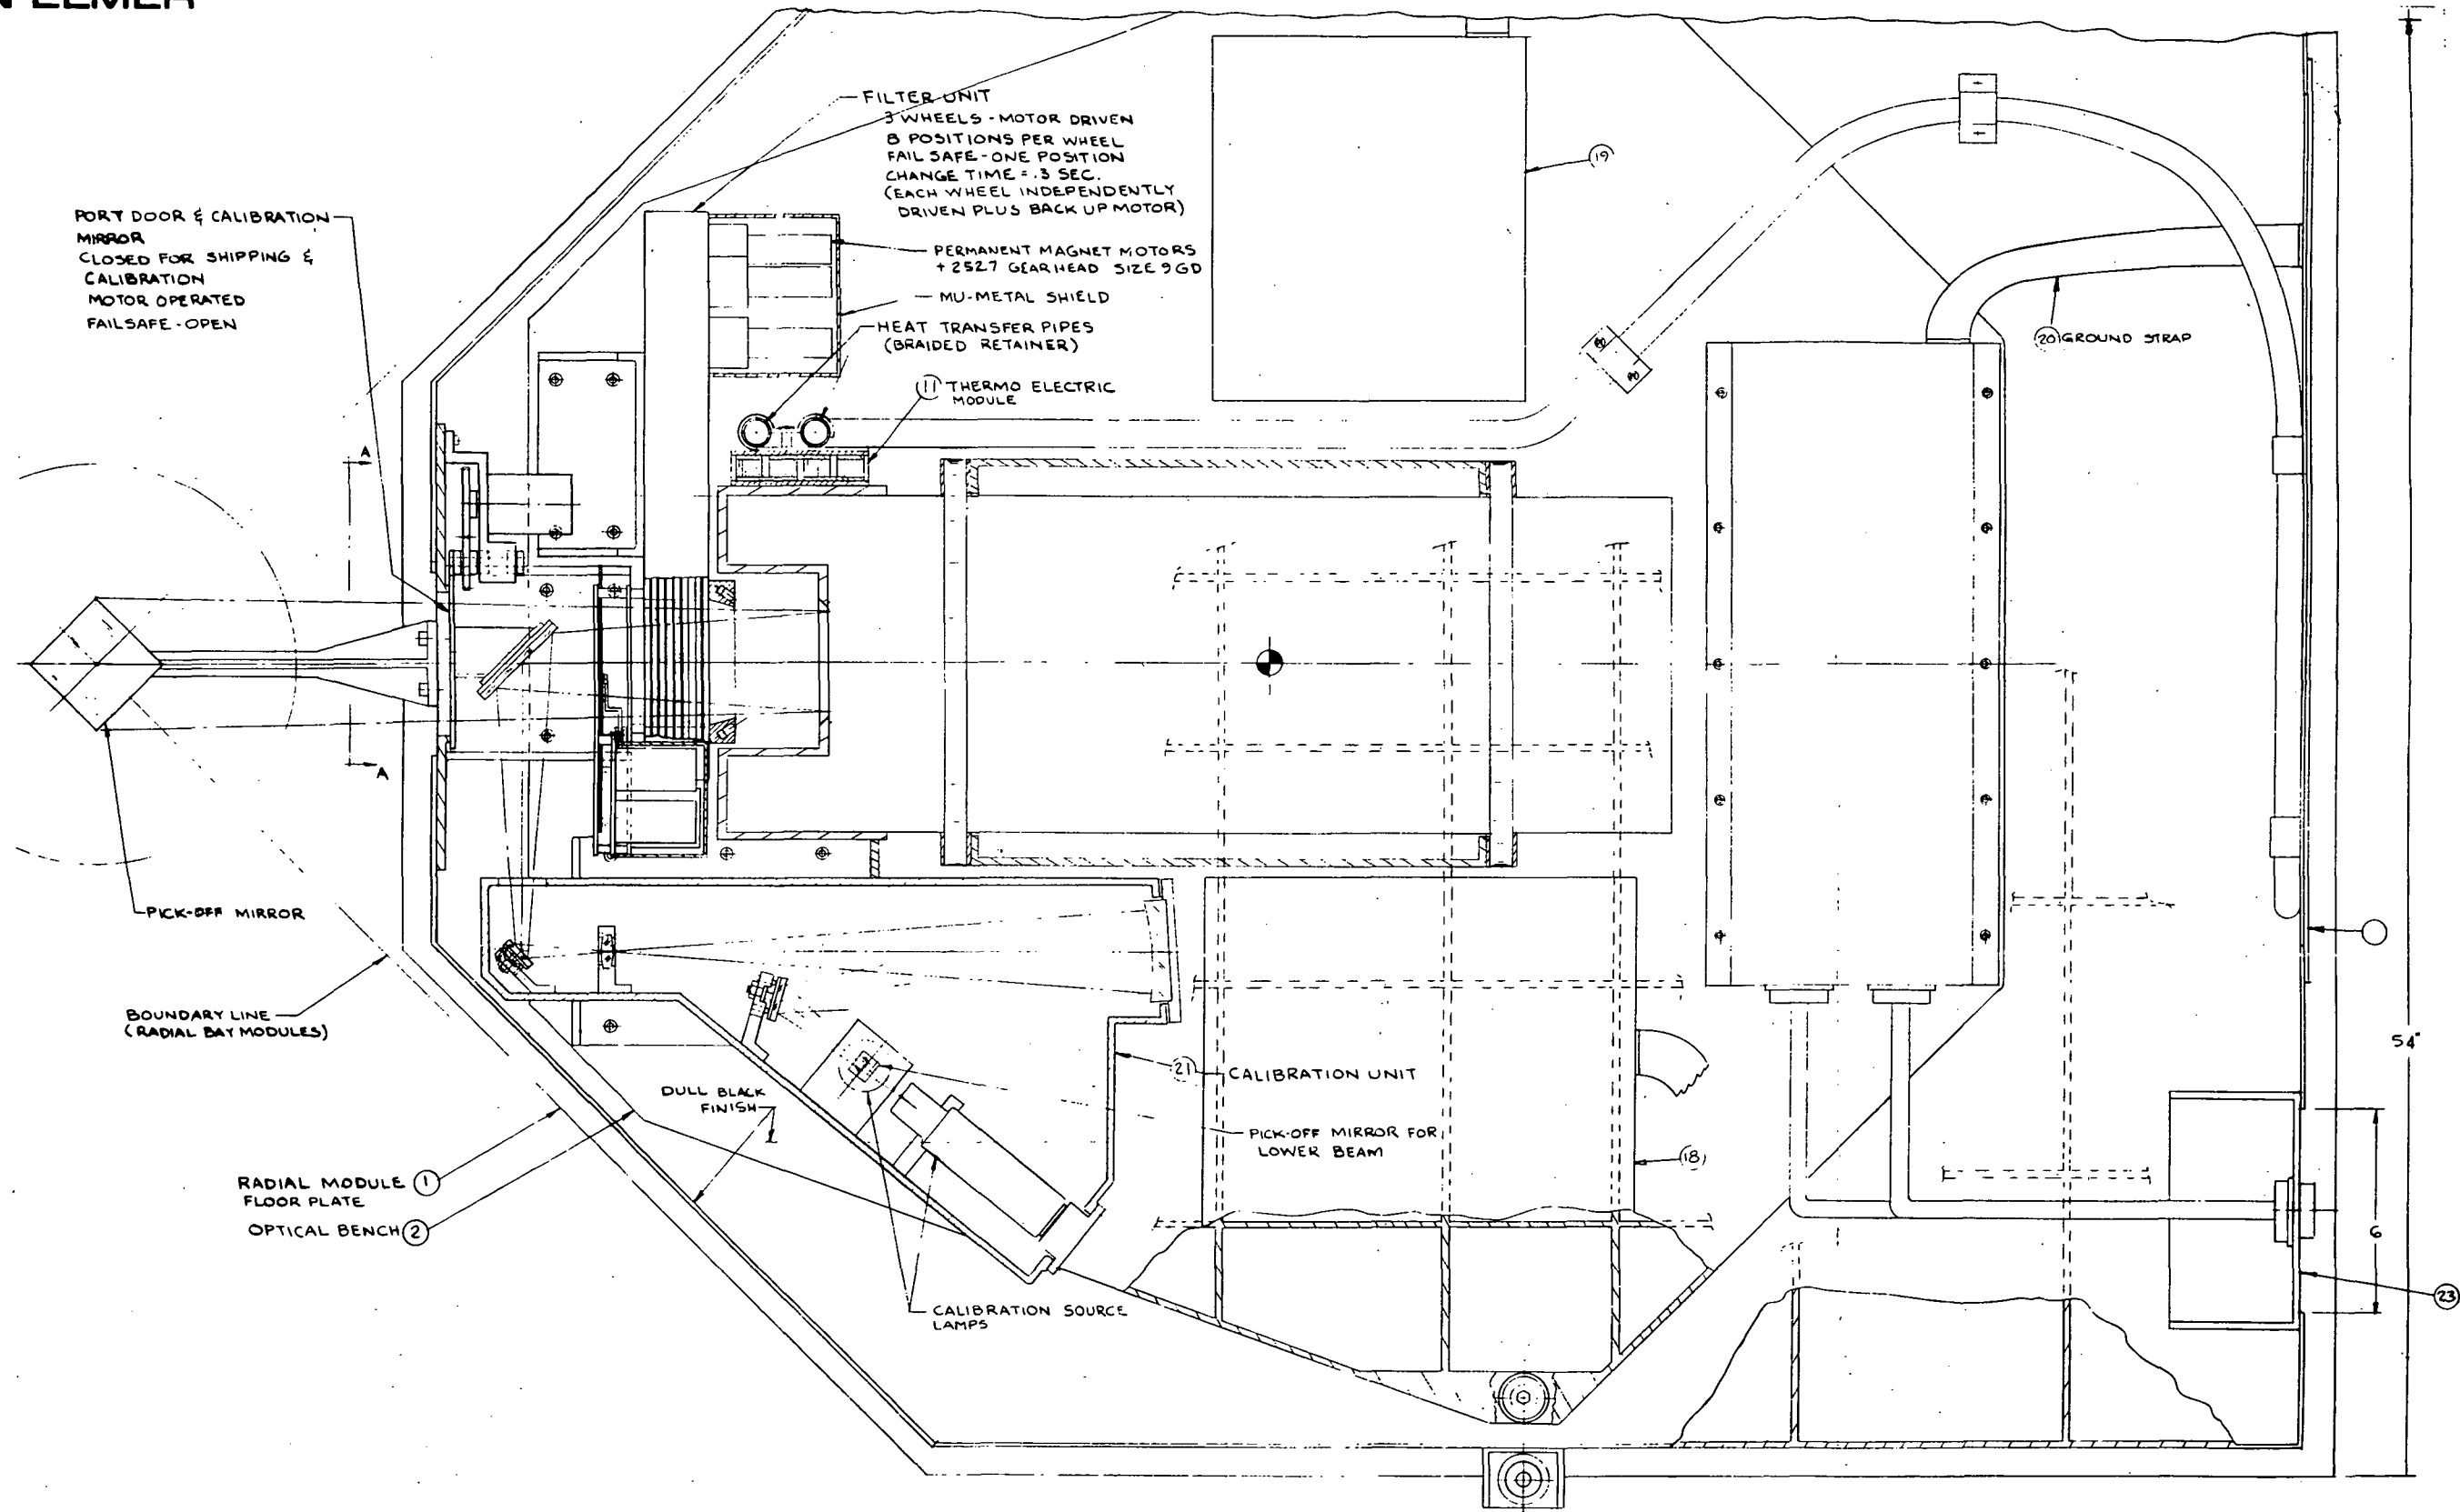 FILTER UNIT
3 WHEELS - MOTOR DRIVEN
8 POSITIONS PER WHEEL
FAIL SAFE - ONE POSITION
CHANGE TIME = .3 SEC.
(EACH WHEEL INDEPENDENTLY
DRIVEN PLUS BACK UP MOTOR)
PORT DOOR & CALIBRATION
MIRROR
CLOSED FOR SHIPPING &
CALIBRATION
MOTOR OPERATED
FAILSAFE - OPEN
PERMANENT MAGNET MOTORS
+ 2527 GEARHEAD SIZE 9 GD
MU-METAL SHIELD
HEAT TRANSFER PIPES
(BRAIDED RETAINER)
11 THERMO ELECTRIC
MODULE
19
20 GROUND STRAP
A
A
PICK-OFF MIRROR
BOUNDARY LINE
(RADIAL BAY MODULES)
DULL BLACK
FINISH
21 CALIBRATION UNIT
PICK-OFF MIRROR FOR
LOWER BEAM
18
RADIAL MODULE 1
FLOOR PLATE
OPTICAL BENCH 2
CALIBRATION SOURCE
LAMPS
54"
6
23